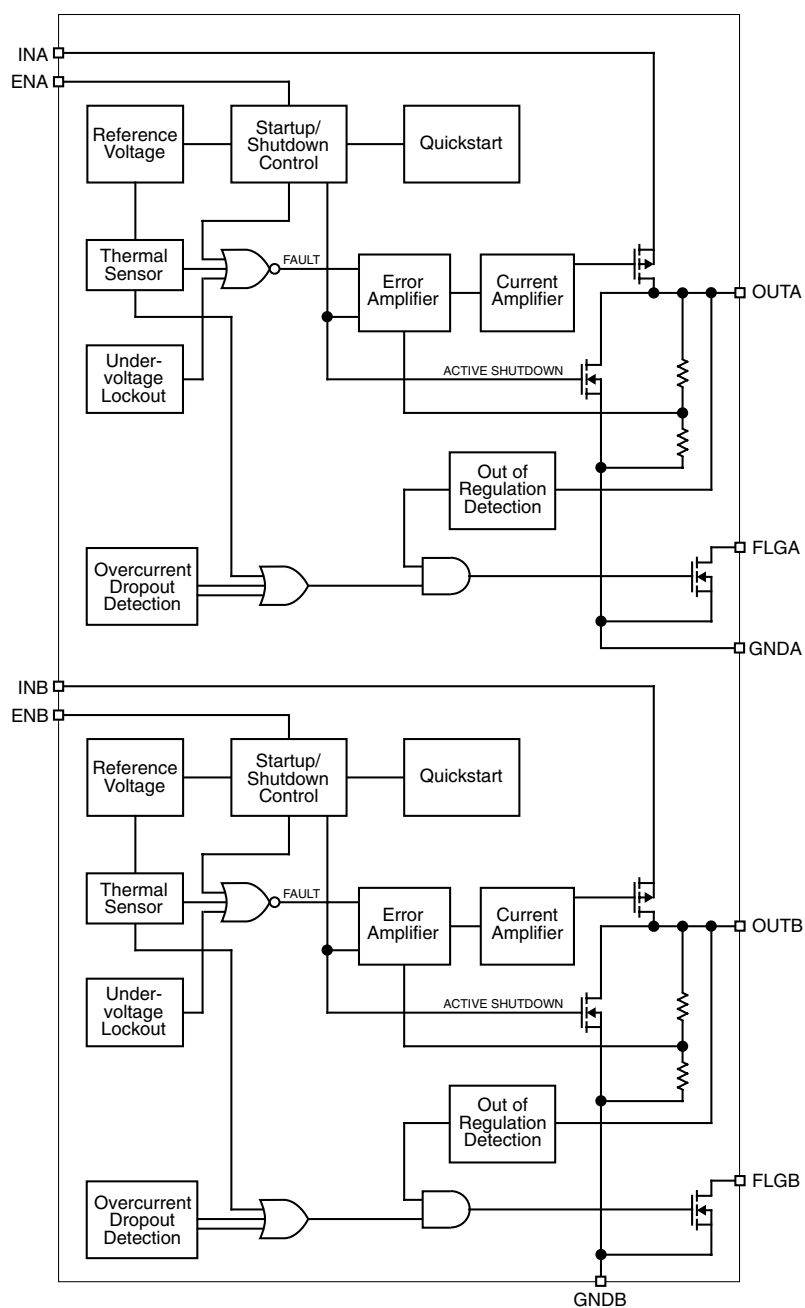 INA
ENA
Reference
Voltage
Startup/
Shutdown
Control
Quickstart
Thermal
Sensor
FAULT
Error
Amplifier
Current
Amplifier
OUTA
Under-
voltage
Lockout
ACTIVE SHUTDOWN
Out of
Regulation
Detection
FLGA
Overcurrent
Dropout
Detection
GNDA
INB
ENB
Reference
Voltage
Startup/
Shutdown
Control
Quickstart
Thermal
Sensor
FAULT
Error
Amplifier
Current
Amplifier
OUTB
Under-
voltage
Lockout
ACTIVE SHUTDOWN
Out of
Regulation
Detection
FLGB
Overcurrent
Dropout
Detection
GNDB